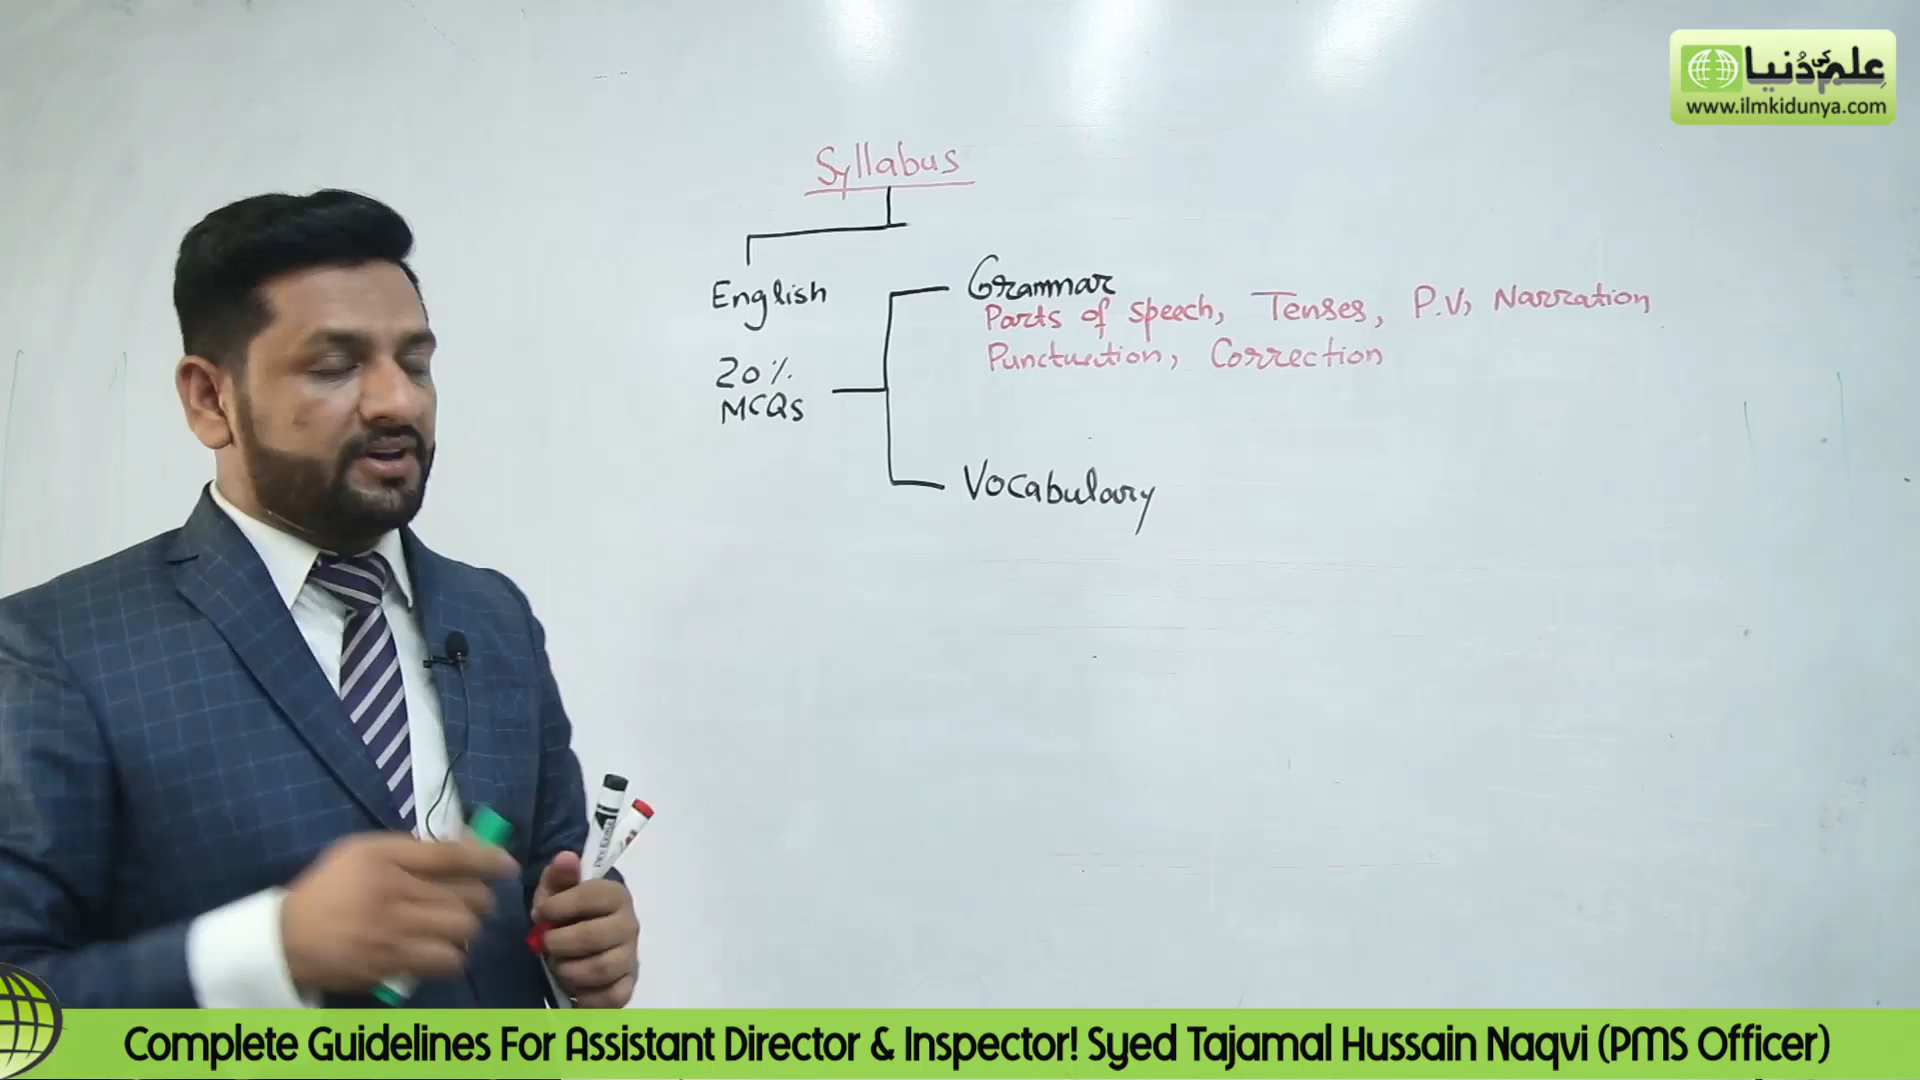 علم کی دُنیا
www.ilmkidunya.com
Syllabus
English
20%
MCQs
Grammar
Parts of speech, Tenses, P.V, Narration
Punctuation, Correction
Vocabulary
Complete Guidelines For Assistant Director & Inspector! Syed Tajamal Hussain Naqvi (PMS Officer)